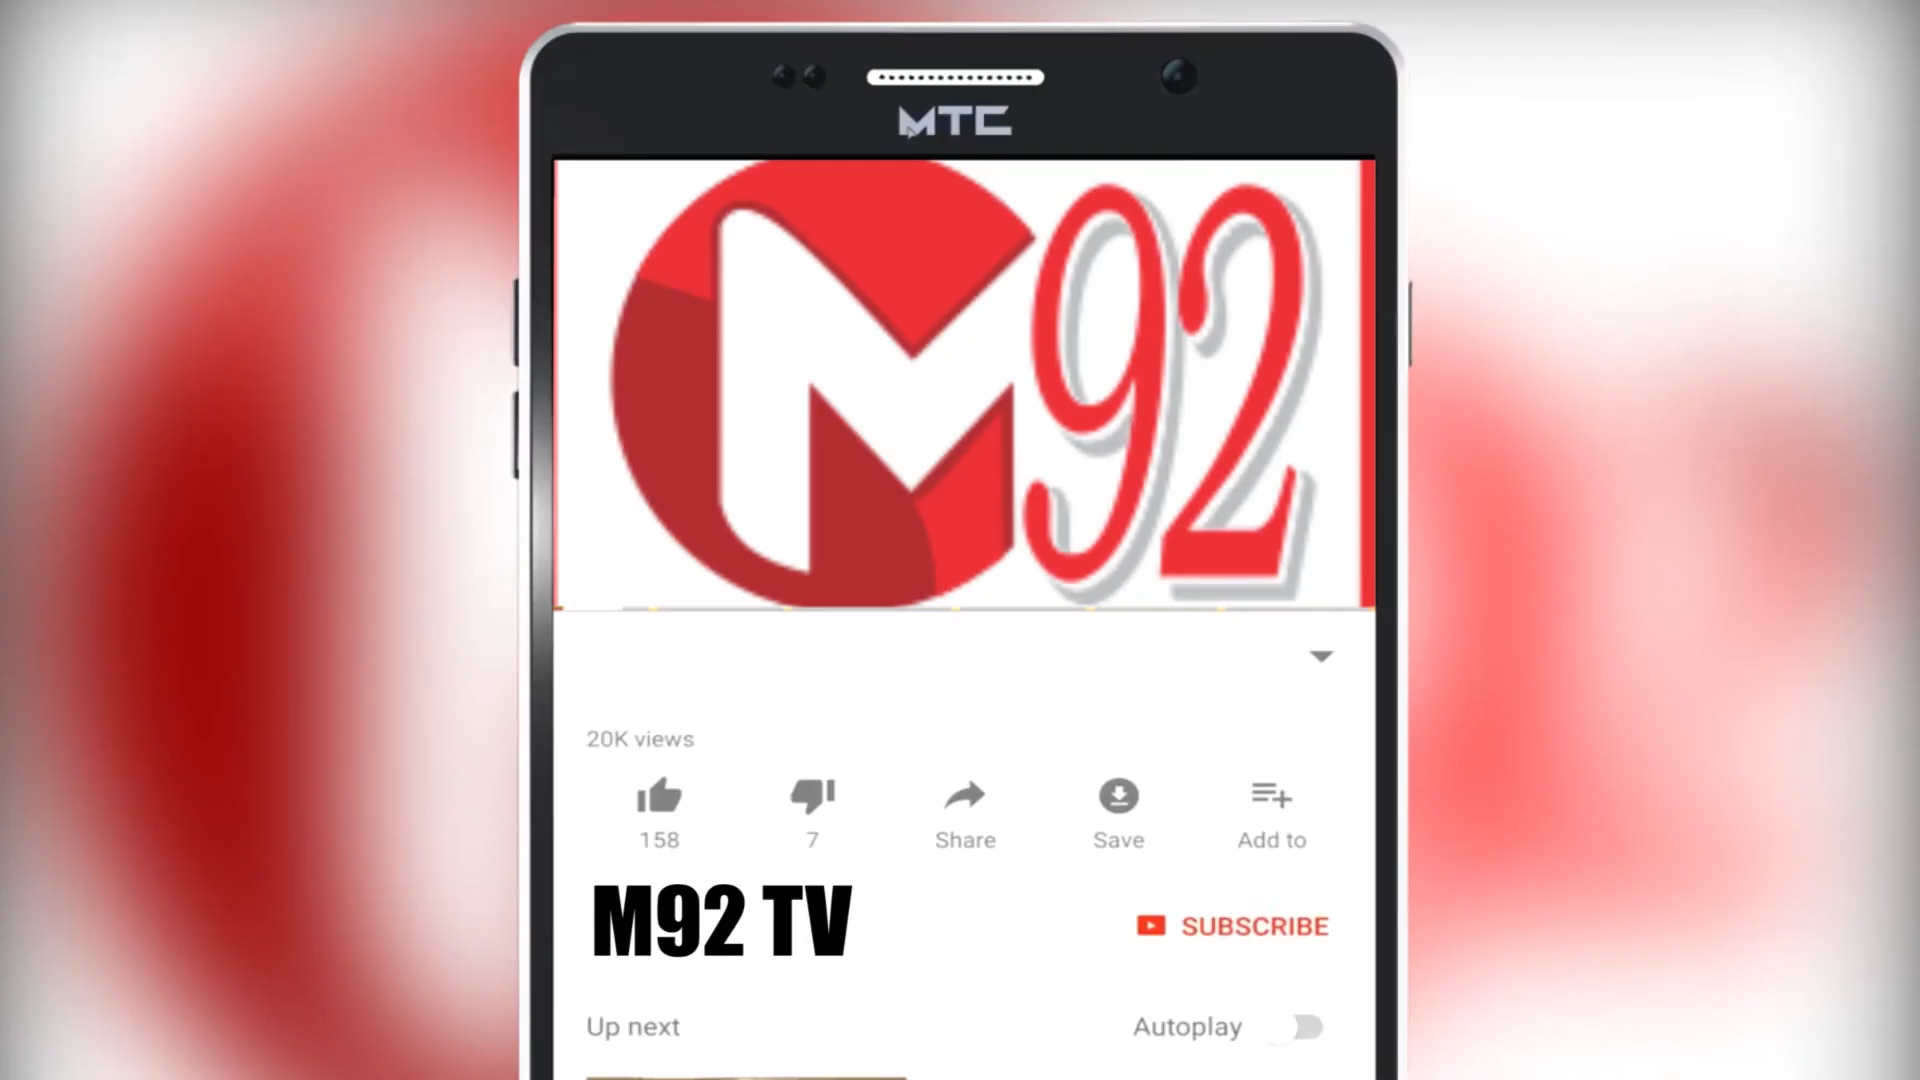 MTC
M92
20K views
158 7 Share Save Add to
M92 TV
SUBSCRIBE
Up next Autoplay